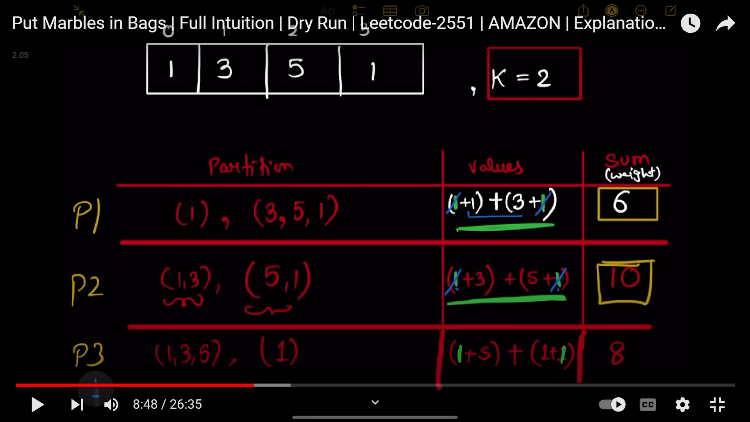 Put Marbles in Bags | Full Intuition | Dry Run | Leetcode-2551 | AMAZON | Explanatio...
2.05
0 1 2 3
1 3 5 1 , K = 2
Partition values Sum
(weight)
P1 (1), (3,5,1) (1+1)+(3+1) 6
P2 (1,3), (5,1) (1+3)+(5+1) 10
P3 (1,3,5), (1) (1+5)+(1+1) 8
8:48 / 26:35
CC